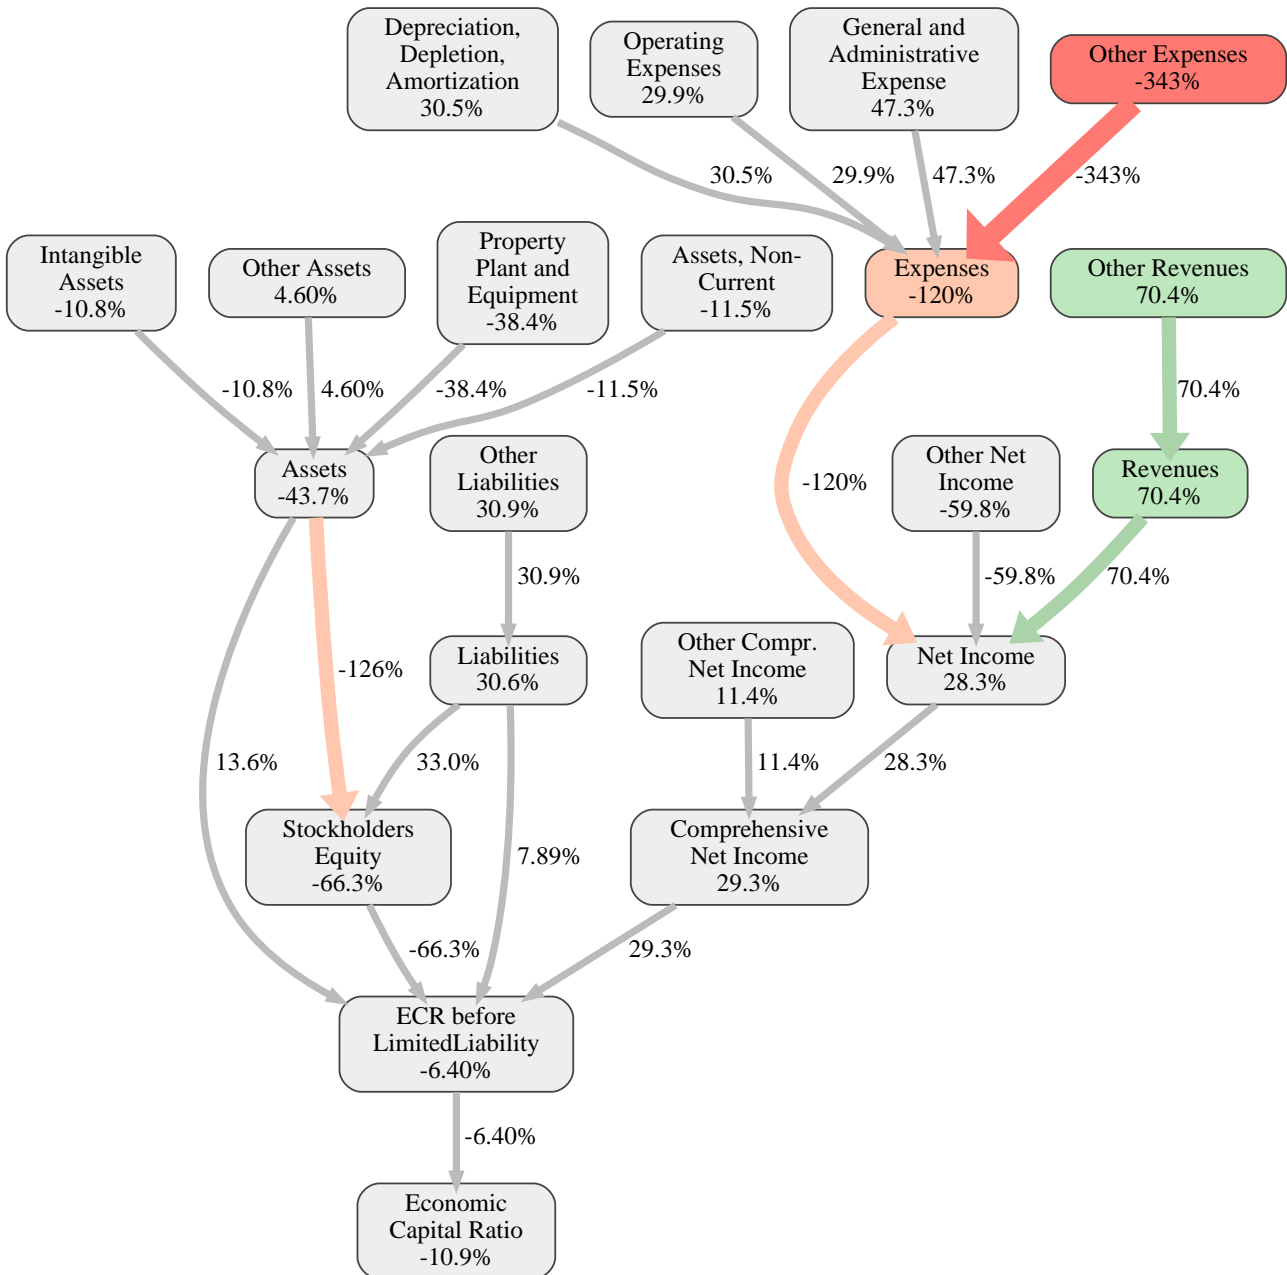 Depreciation,
Depletion,
Amortization
30.5%
Operating
Expenses
29.9%
General and
Administrative
Expense
47.3%
Other Expenses
-343%
30.5%
29.9%
47.3%
-343%
Intangible
Assets
-10.8%
Other Assets
4.60%
Property
Plant and
Equipment
-38.4%
Assets, Non-
Current
-11.5%
Expenses
-120%
Other Revenues
70.4%
-10.8%
4.60%
-38.4%
-11.5%
70.4%
Assets
-43.7%
Other
Liabilities
30.9%
-120%
Other Net
Income
-59.8%
Revenues
70.4%
30.9%
-59.8%
70.4%
-126%
Liabilities
30.6%
Other Compr.
Net Income
11.4%
Net Income
28.3%
13.6%
33.0%
11.4%
28.3%
Stockholders
Equity
-66.3%
7.89%
Comprehensive
Net Income
29.3%
-66.3%
29.3%
ECR before
LimitedLiability
-6.40%
-6.40%
Economic
Capital Ratio
-10.9%